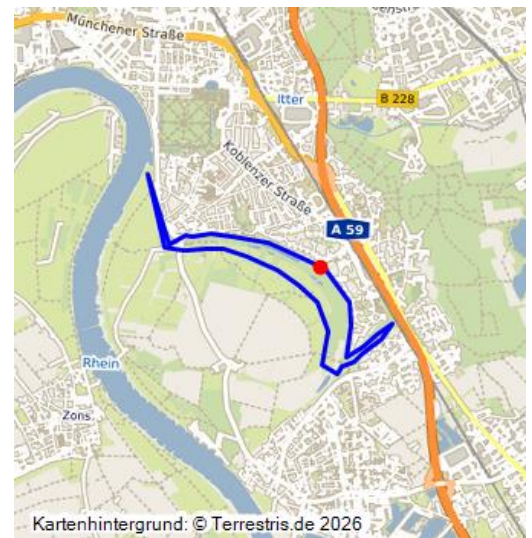 Münchener Straße
Itter
B 228
Koblenzer Straße
A 59
Rhein
Zons
Kartenhintergrund: © Terrestris.de 2026